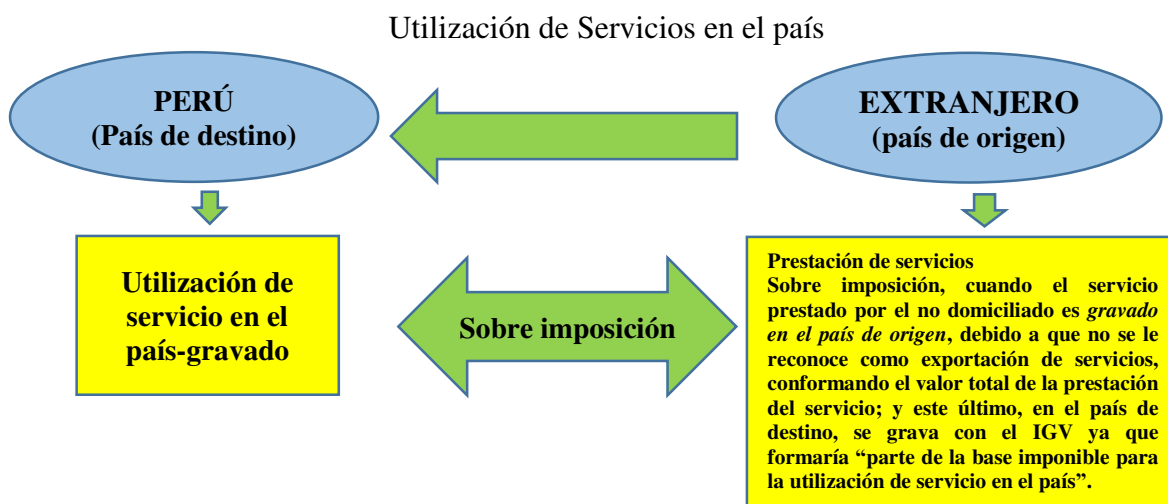 Utilización de Servicios en el país
PERÚ
(País de destino)
EXTRANJERO
(país de origen)
Utilización de
servicio en el
país-gravado
Sobre imposición
Prestación de servicios
Sobre imposición, cuando el servicio
prestado por el no domiciliado es gravado
en el país de origen, debido a que no se le
reconoce como exportación de servicios,
conformando el valor total de la prestación
del servicio; y este último, en el país de
destino, se grava con el IGV ya que
formaría “parte de la base imponible para
la utilización de servicio en el país”.